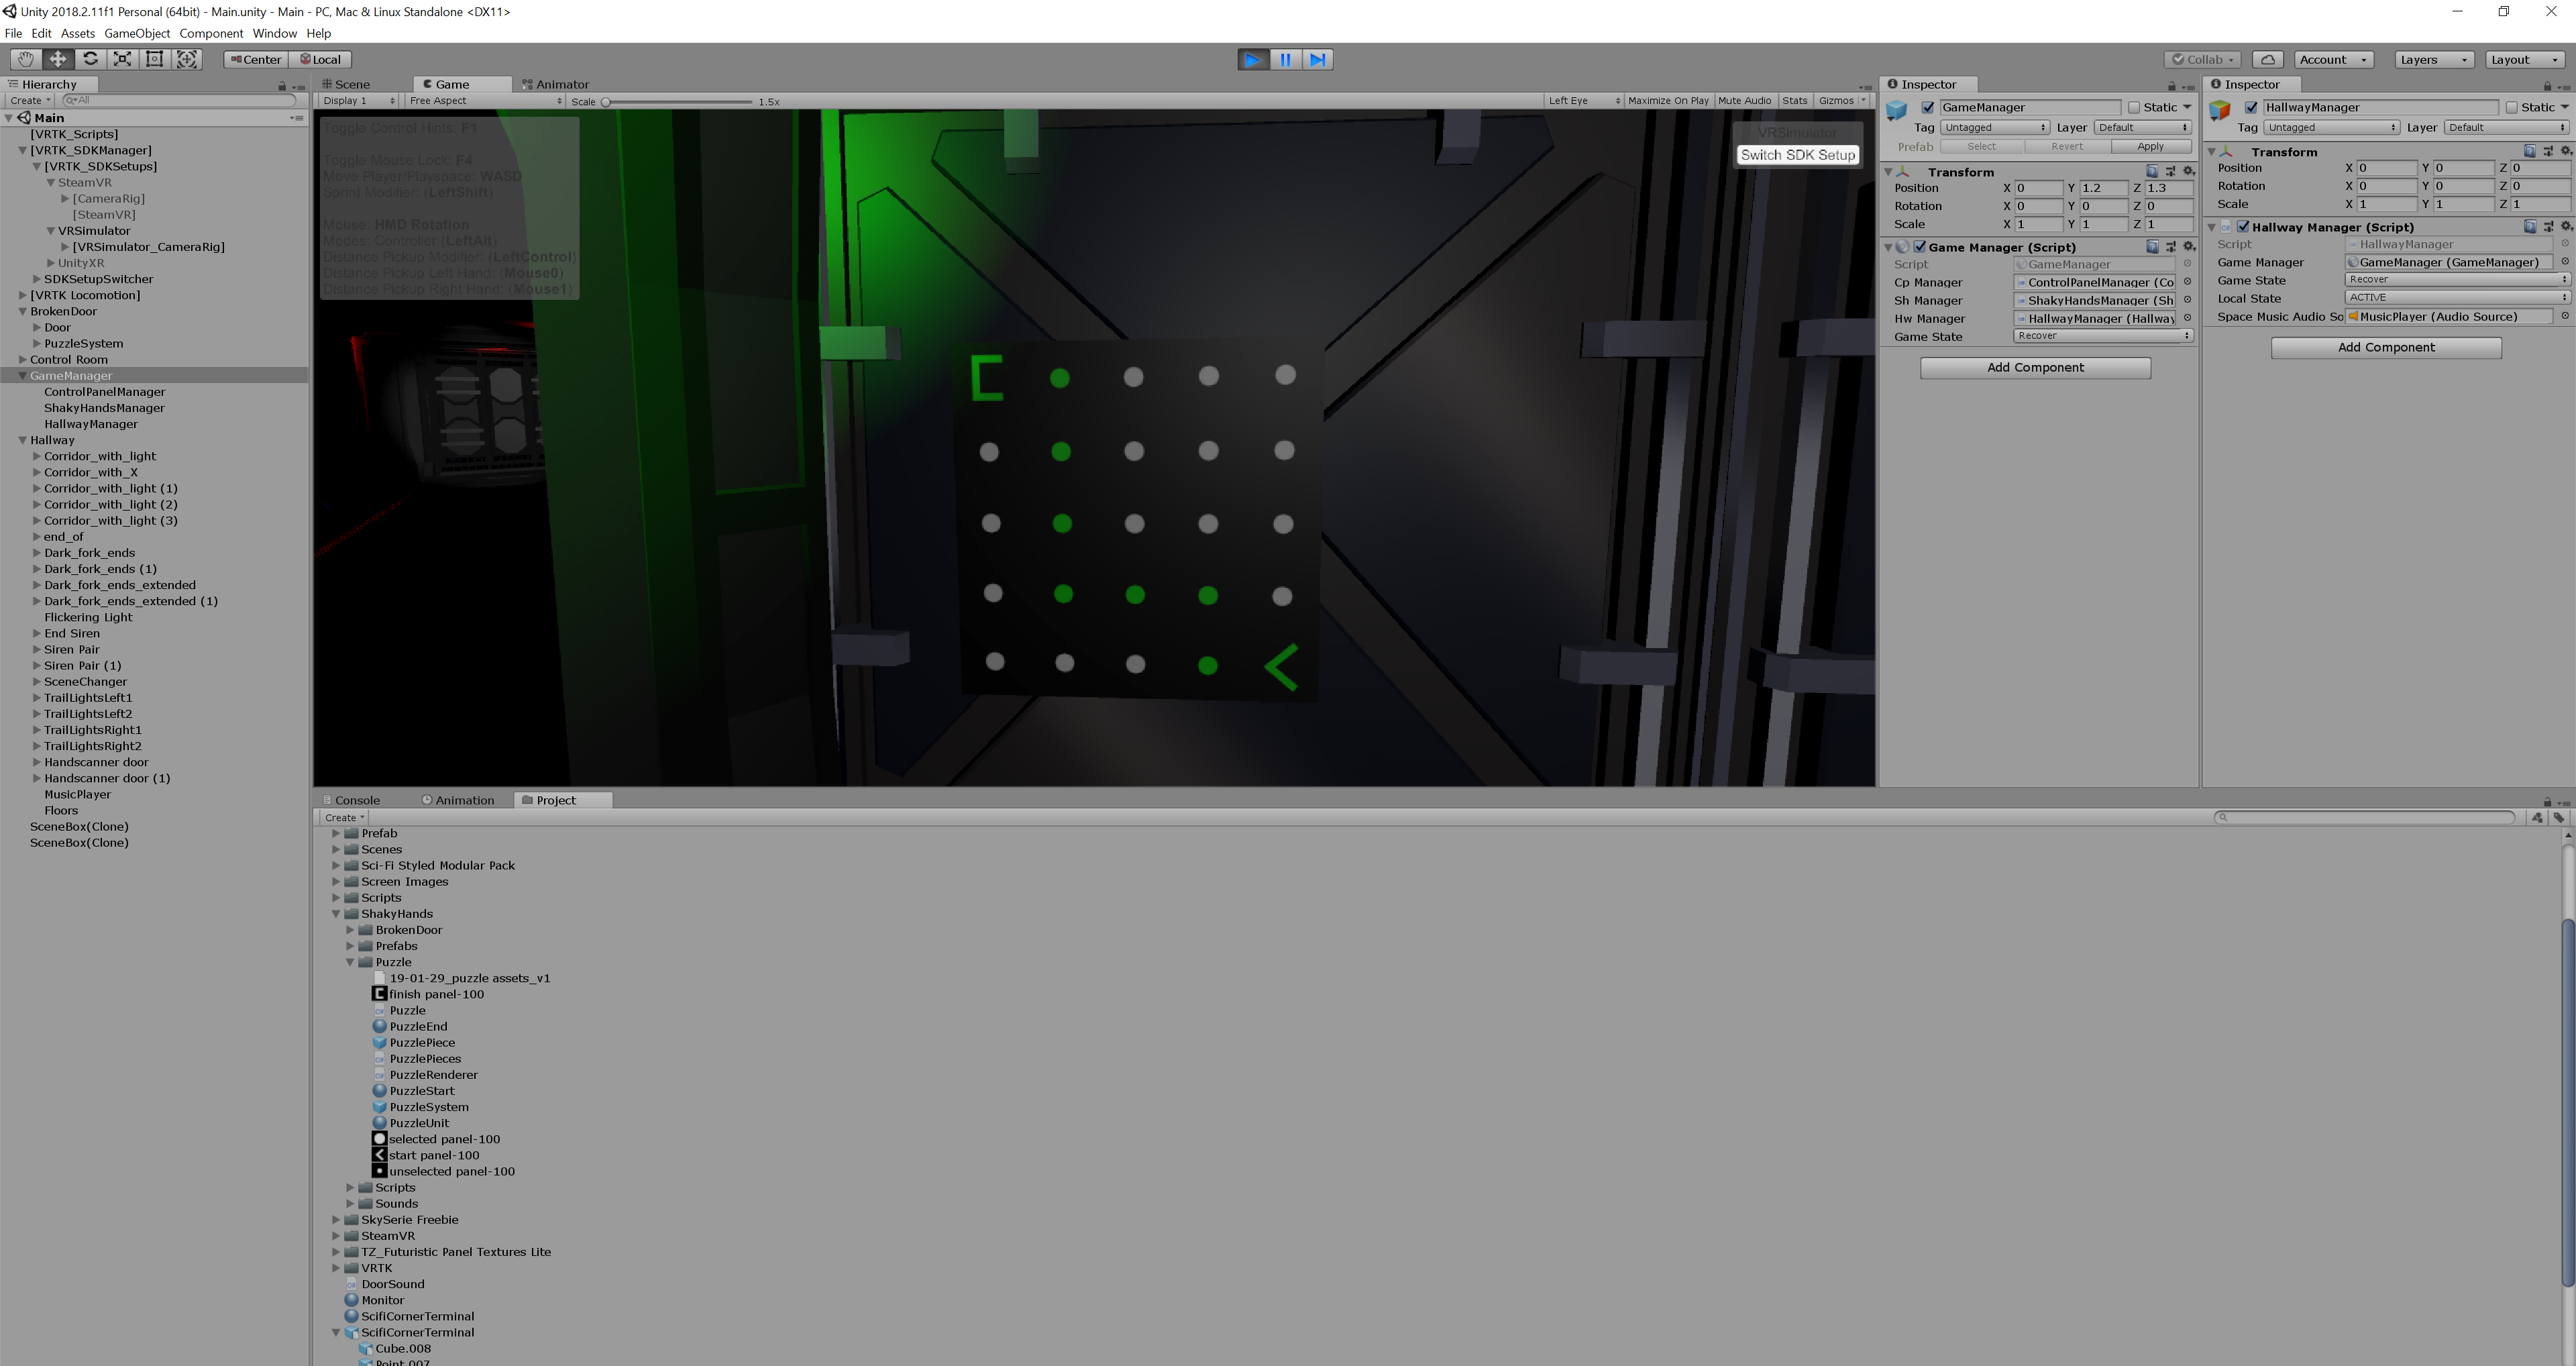 Unity 2018.2.11f1 Personal (64bit) - Main.unity - Main - PC, Mac & Linux Standalone <DX11>
File Edit Assets GameObject Component Window Help
Center Local Collab Account Layers Layout
Hierarchy
Create All
Main
[VRTK_Scripts]
[VRTK_SDKManager]
[VRTK_SDKSetups]
SteamVR
[CameraRig]
[SteamVR]
VRSimulator
[VRSimulator_CameraRig]
UnityXR
SDKSetupSwitcher
[VRTK Locomotion]
BrokenDoor
Door
PuzzleSystem
Control Room
GameManager
ControlPanelManager
ShakyHandsManager
HallwayManager
Hallway
Corridor_with_light
Corridor_with_X
Corridor_with_light (1)
Corridor_with_light (2)
Corridor_with_light (3)
end_of
Dark_fork_ends
Dark_fork_ends (1)
Dark_fork_ends_extended
Dark_fork_ends_extended (1)
Flickering Light
End Siren
Siren Pair
Siren Pair (1)
SceneChanger
TrailLightsLeft1
TrailLightsLeft2
TrailLightsRight1
TrailLightsRight2
Handscanner door
Handscanner door (1)
MusicPlayer
Floors
SceneBox(Clone)
SceneBox(Clone)
Scene Game Animator
Display 1 Free Aspect Scale 1.5x Left Eye Maximize On Play Mute Audio Stats Gizmos
Toggle Control Hints: F1
Toggle Mouse Lock: F4
Move Player/Playspace: WASD
Sprint Modifier: (LeftShift)
Mouse: HMD Rotation
Modes: Controller (LeftAlt)
Distance Pickup Modifier: (LeftControl)
Distance Pickup Left Hand: (Mouse0)
Distance Pickup Right Hand: (Mouse1)
VRSimulator
Switch SDK Setup
Inspector
GameManager Static
Tag Untagged Layer Default
Prefab Select Revert Apply
Transform
Position X 0 Y 1.2 Z 1.3
Rotation X 0 Y 0 Z 0
Scale X 1 Y 1 Z 1
Game Manager (Script)
Script GameManager
Cp Manager ControlPanelManager (Co
Sh Manager ShakyHandsManager (Sh
Hw Manager HallwayManager (Hallway
Game State Recover
Add Component
Inspector
HallwayManager Static
Tag Untagged Layer Default
Transform
Position X 0 Y 0 Z 0
Rotation X 0 Y 0 Z 0
Scale X 1 Y 1 Z 1
Hallway Manager (Script)
Script HallwayManager
Game Manager GameManager (GameManager)
Game State Recover
Local State ACTIVE
Space Music Audio So MusicPlayer (Audio Source)
Add Component
Console Animation Project
Create
Prefab
Scenes
Sci-Fi Styled Modular Pack
Screen Images
Scripts
ShakyHands
BrokenDoor
Prefabs
Puzzle
19-01-29_puzzle assets_v1
finish panel-100
Puzzle
PuzzleEnd
PuzzlePiece
PuzzlePieces
PuzzleRenderer
PuzzleStart
PuzzleSystem
PuzzleUnit
selected panel-100
start panel-100
unselected panel-100
Scripts
Sounds
SkySerie Freebie
SteamVR
TZ_Futuristic Panel Textures Lite
VRTK
DoorSound
Monitor
ScifiCornerTerminal
ScifiCornerTerminal
Cube.008
Point.007